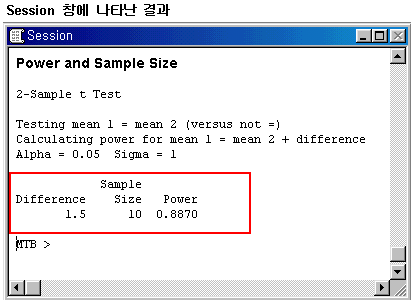 Session 창에 나타난 결과
Session
Power and Sample Size
2-Sample t Test
Testing mean 1 = mean 2 (versus not =)
Calculating power for mean 1 = mean 2 + difference
Alpha = 0.05  Sigma = 1
Sample
Difference    Size   Power
1.5      10  0.8870
MTB >